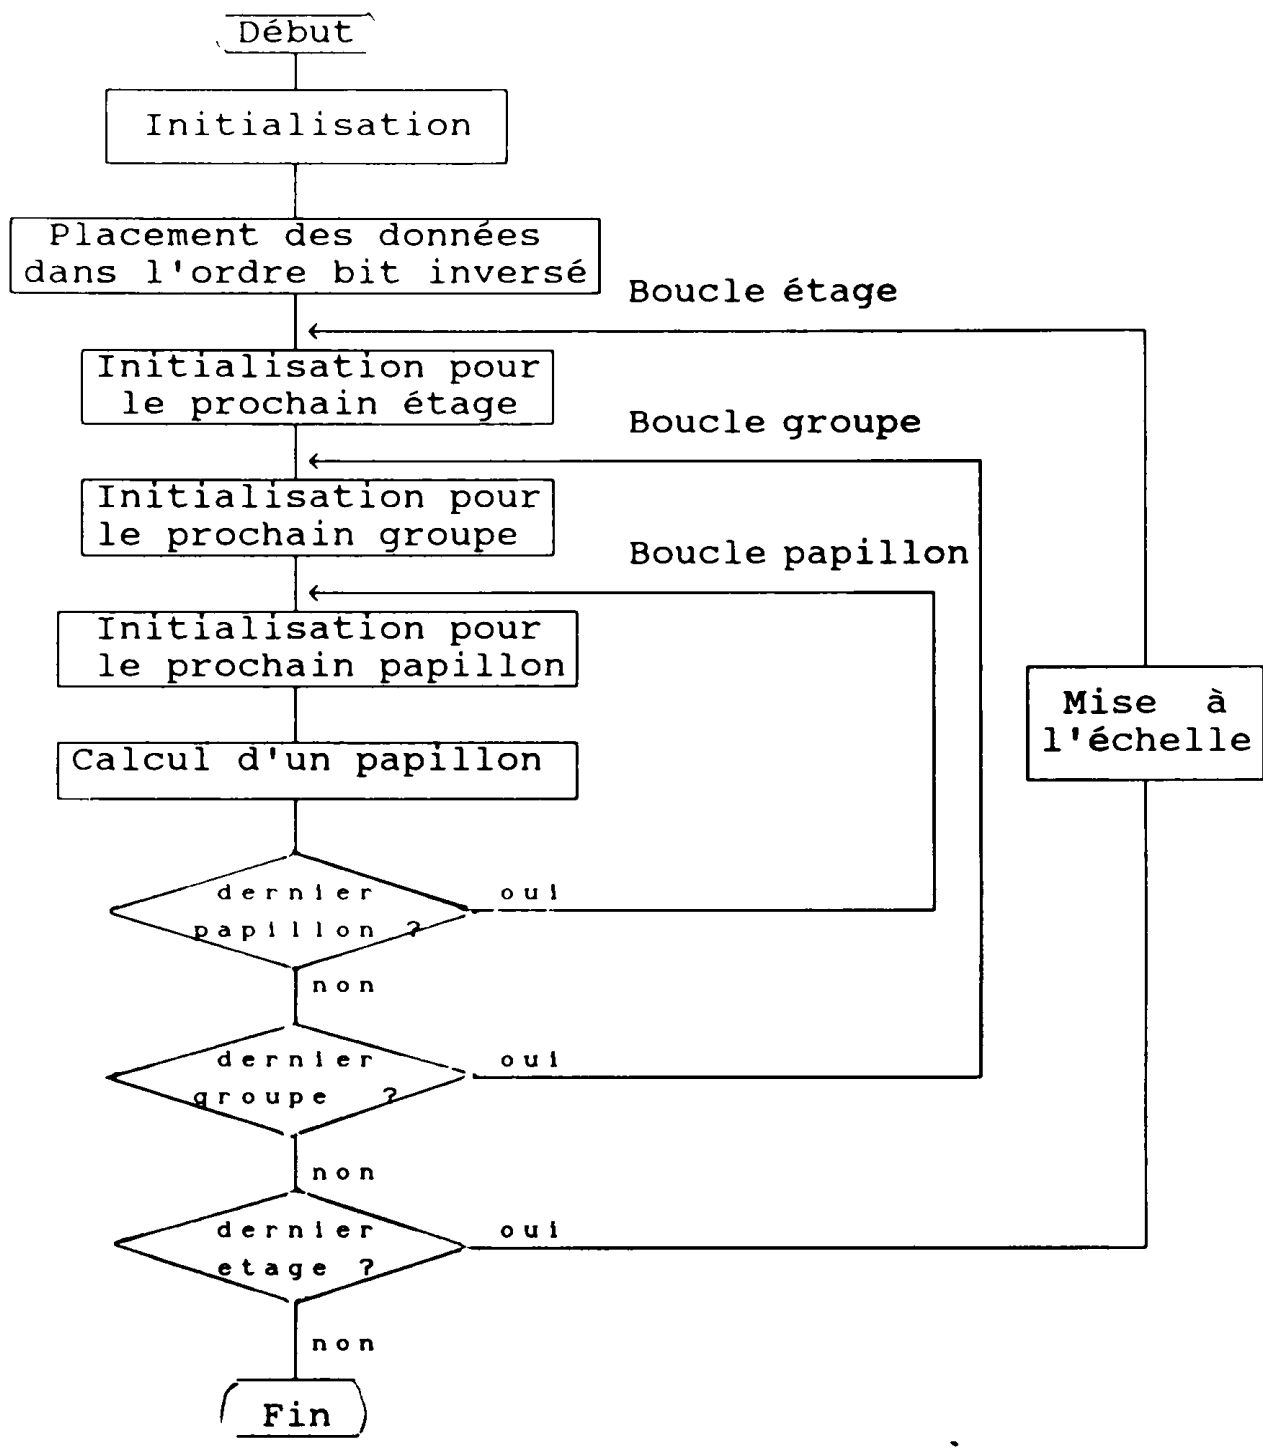 Début
Initialisation
Placement des données
dans l'ordre bit inversé
Boucle étage
Initialisation pour
le prochain étage
Boucle groupe
Initialisation pour
le prochain groupe
Boucle papillon
Initialisation pour
le prochain papillon
Mise à
l'échelle
Calcul d'un papillon
dernier
papillon ?
oui
non
dernier
groupe ?
oui
non
dernier
etage ?
oui
non
Fin